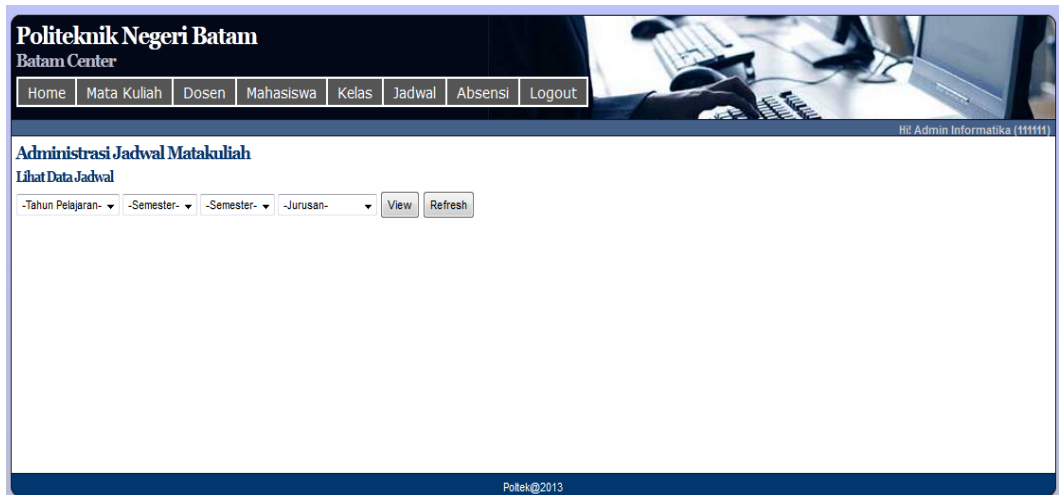 Politeknik Negeri Batam
Batam Center
Home Mata Kuliah Dosen Mahasiswa Kelas Jadwal Absensi Logout
Hi! Admin Informatika (111111)
Administrasi Jadwal Matakuliah
Lihat Data Jadwal
-Tahun Pelajaran- -Semester- -Semester- -Jurusan- View Refresh
Poltek@2013